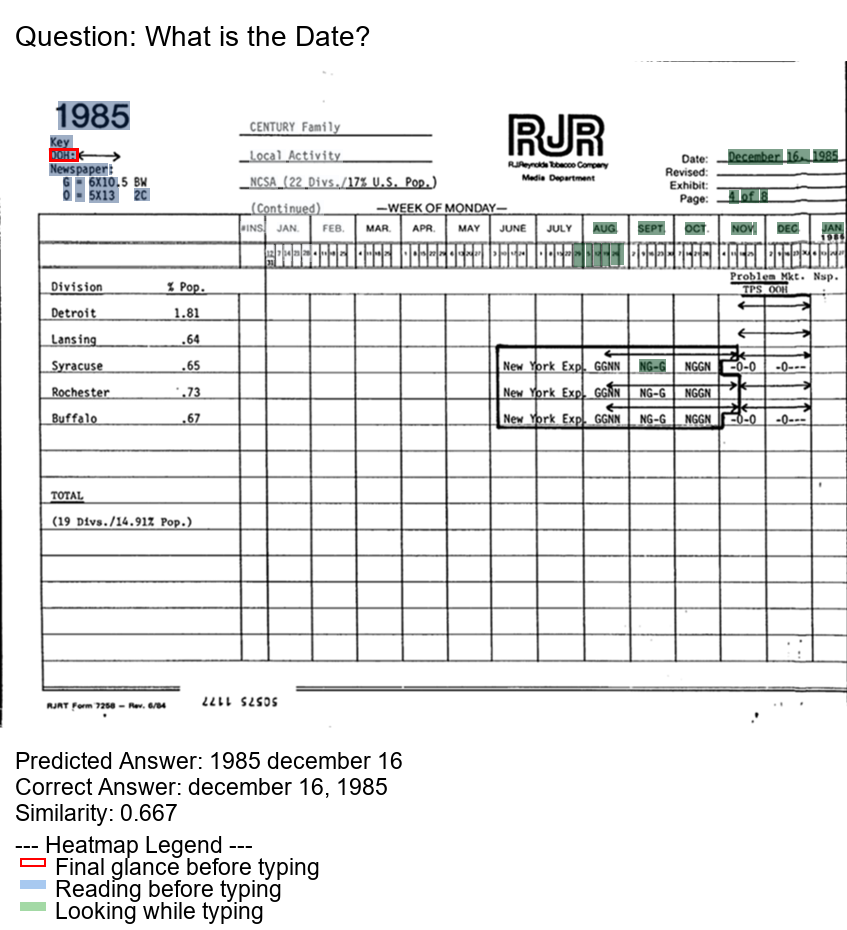 Question: What is the Date?
1985
Key
OOH:
Newspaper:
G = 6X10.5 BW
O = 5X13 2C
CENTURY Family
Local Activity
NCSA (22 Divs./17% U.S. Pop.)
(Continued)
RJR
RJReynolds Tobacco Company
Media Department
Date: December 16, 1985
Revised:
Exhibit:
Page: 4 of 8
—WEEK OF MONDAY—
#INS. JAN. FEB. MAR. APR. MAY JUNE JULY AUG. SEPT. OCT. NOV. DEC. JAN.
1986
Problem Mkt. Nsp.
Division % Pop. TPS OOH
Detroit 1.81
Lansing .64
Syracuse .65 New York Exp. GGNN NG-G NGGN -0-0 -0---
Rochester .73 New York Exp. GGNN NG-G NGGN
Buffalo .67 New York Exp. GGNN NG-G NGGN -0-0 -0---
TOTAL
(19 Divs./14.91% Pop.)
RJRT Form 7258 — Rev. 6/84
50575 1777
Predicted Answer: 1985 december 16
Correct Answer: december 16, 1985
Similarity: 0.667
--- Heatmap Legend ---
Final glance before typing
Reading before typing
Looking while typing